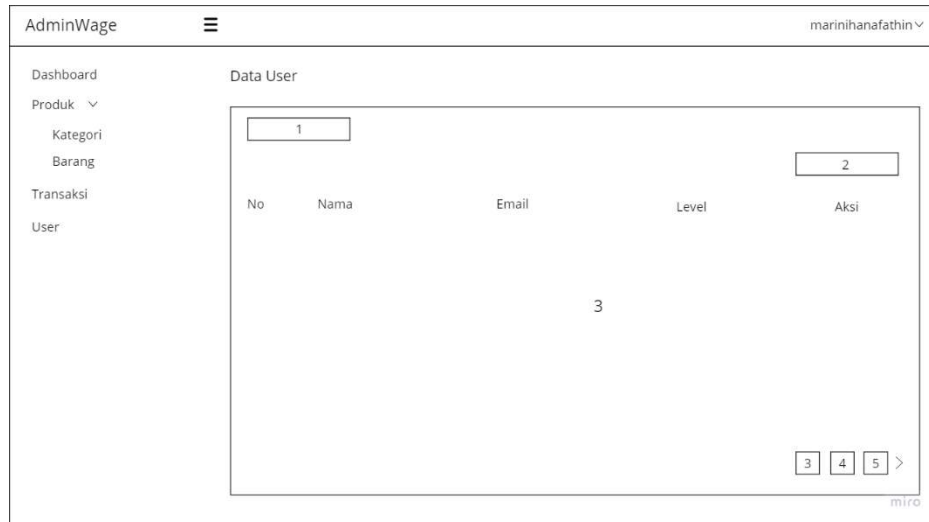 AdminWage
marinihanafathin
Dashboard
Produk
Kategori
Barang
Transaksi
User
Data User
1
2
No Nama Email Level Aksi
3
3 4 5
miro